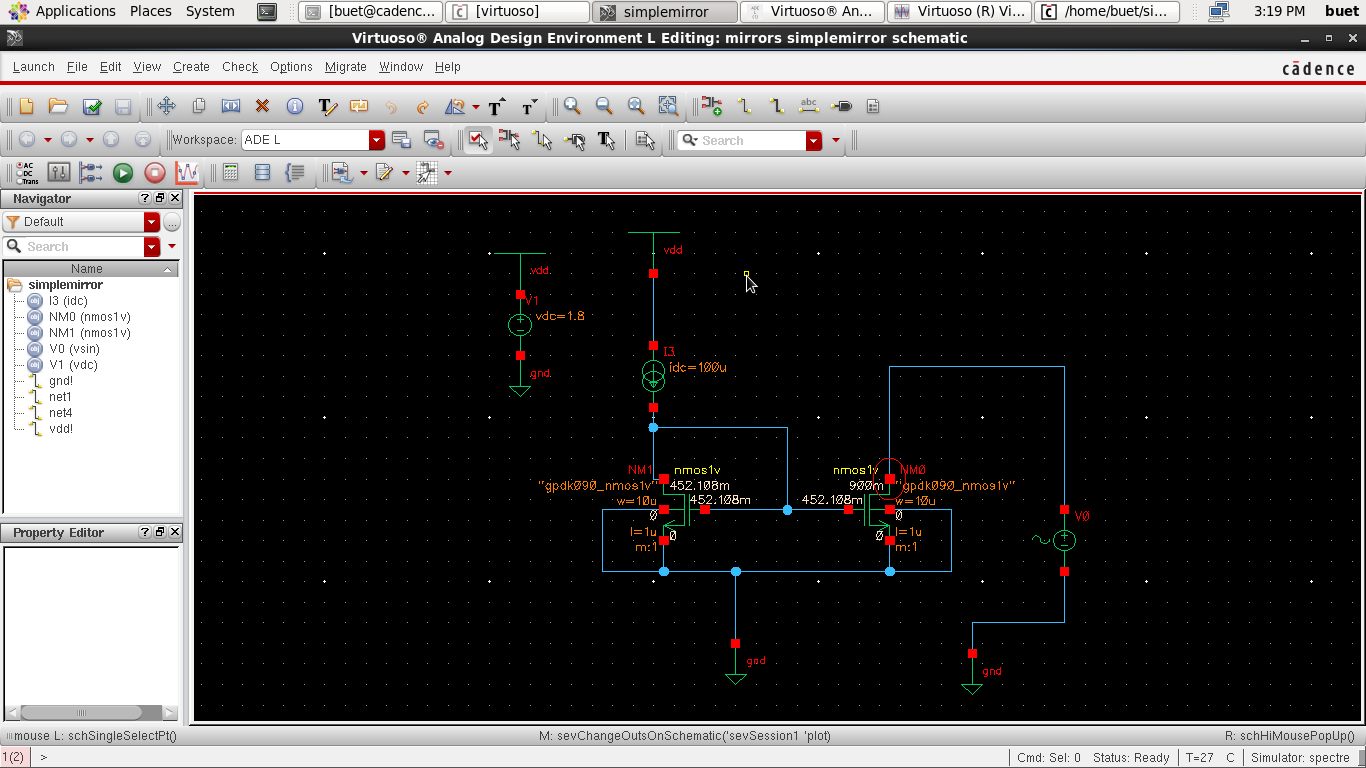 Applications Places System [buet@cadenc... [virtuoso] simplemirror Virtuoso® An... Virtuoso (R) Vi... /home/buet/si... 3:19 PM buet
Virtuoso® Analog Design Environment L Editing: mirrors simplemirror schematic
Launch File Edit View Create Check Options Migrate Window Help cādence
abc
Workspace: ADE L Search
AC
DC
Trans
Navigator
Default
Search
Name
simplemirror
I3 (idc)
NM0 (nmos1v)
NM1 (nmos1v)
V0 (vsin)
V1 (vdc)
gnd!
net1
net4
vdd!
Property Editor
vdd
vdd
V1
vdc=1.8
gnd
I3
idc=100u
NM1 nmos1v
452.108m
"gpdk090_nmos1v"
452.108m
w=10u
0
l=1u
0
m:1
nmos1v NM0
900m
"gpdk090_nmos1v"
452.108m
w=10u
0
l=1u
0
m:1
V0
gnd
gnd
mouse L: schSingleSelectPt() M: sevChangeOutsOnSchematic('sevSession1 'plot) R: schHiMousePopUp()
1(2) > Cmd: Sel: 0 Status: Ready T=27 C Simulator: spectre